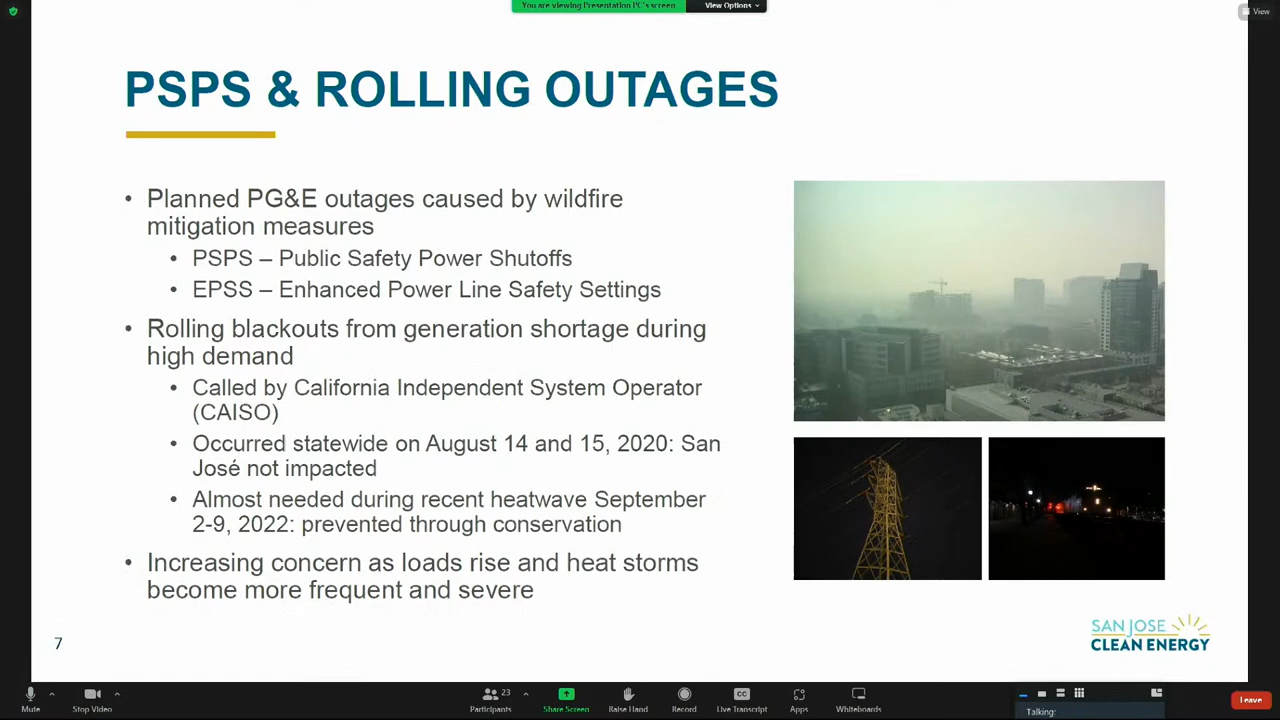 You are viewing Presentation PC's screen
View Options
View
PSPS & ROLLING OUTAGES
• Planned PG&E outages caused by wildfire
mitigation measures
• PSPS – Public Safety Power Shutoffs
• EPSS – Enhanced Power Line Safety Settings
• Rolling blackouts from generation shortage during
high demand
• Called by California Independent System Operator
(CAISO)
• Occurred statewide on August 14 and 15, 2020: San
José not impacted
• Almost needed during recent heatwave September
2-9, 2022: prevented through conservation
• Increasing concern as loads rise and heat storms
become more frequent and severe
7
SAN JOSE
CLEAN ENERGY
Mute
Stop Video
23
Participants
Share Screen
Raise Hand
Record
CC
Live Transcript
Apps
Whiteboards
Talking:
Leave